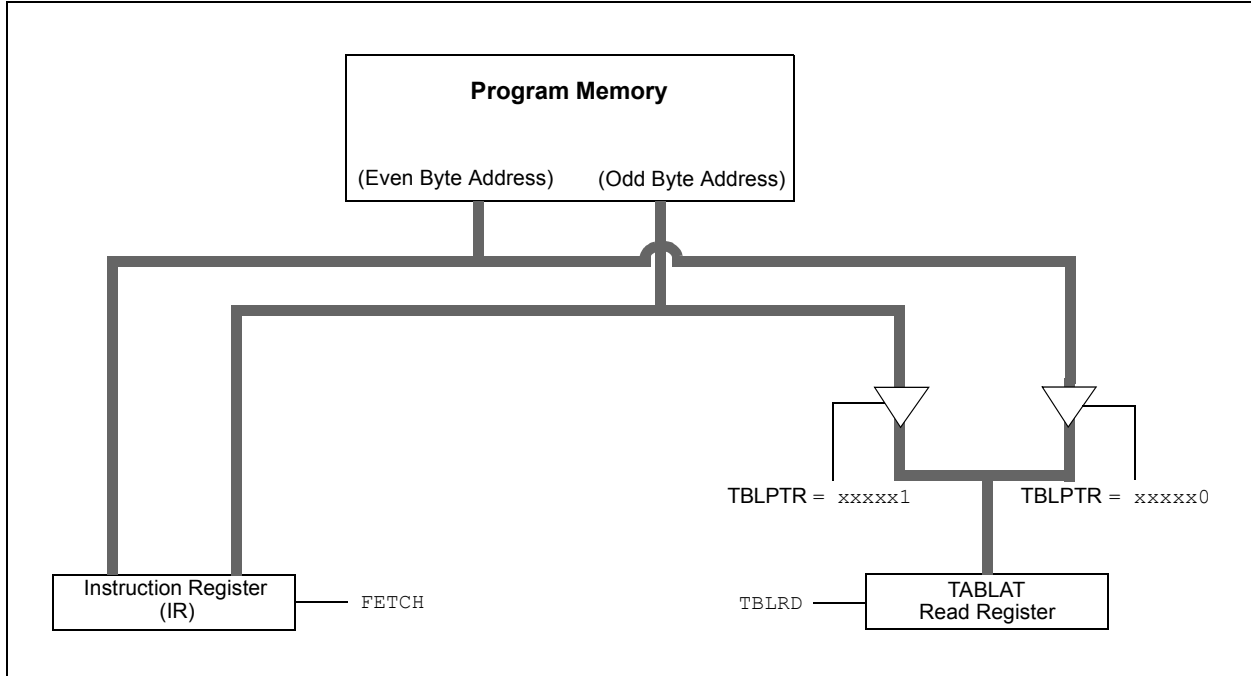 Program Memory
(Even Byte Address)
(Odd Byte Address)
TBLPTR = xxxxx1
TBLPTR = xxxxx0
Instruction Register
(IR)
FETCH
TBLRD
TABLAT
Read Register